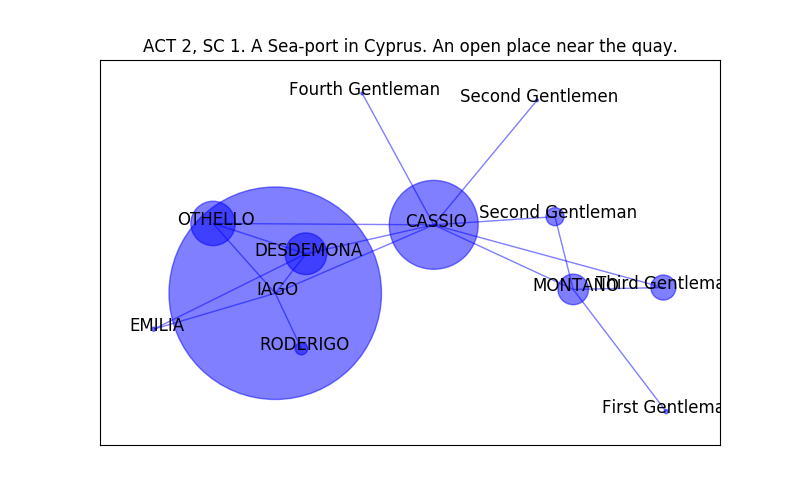 ACT 2, SC 1. A Sea-port in Cyprus. An open place near the quay.
Fourth Gentleman
Second Gentlemen
OTHELLO
CASSIO
Second Gentleman
DESDEMONA
IAGO
MONTANO
Third Gentlema
EMILIA
RODERIGO
First Gentlema